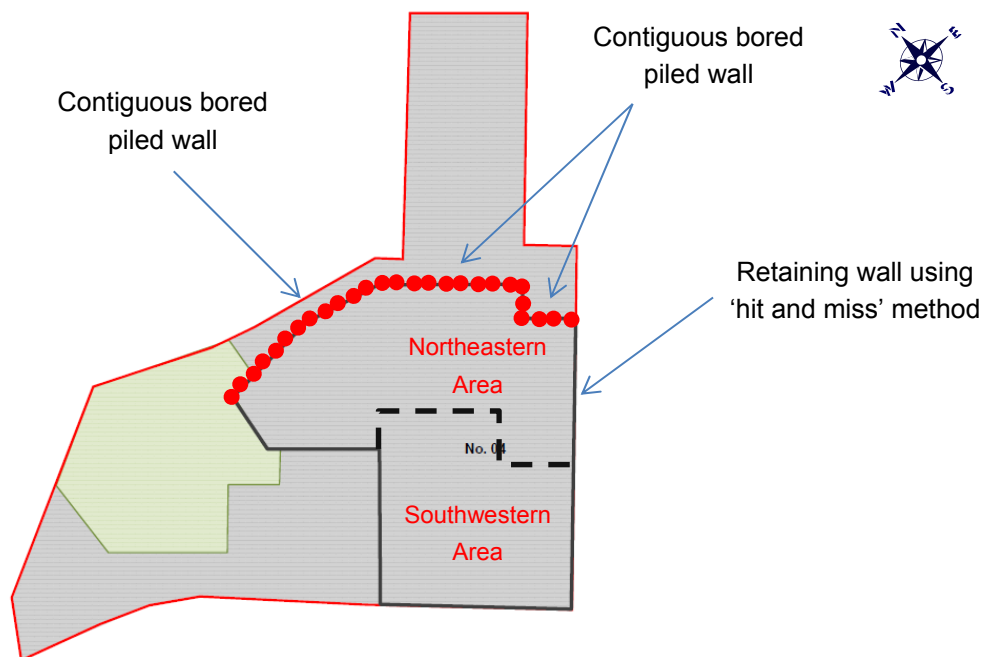 Contiguous bored
piled wall
Contiguous bored
piled wall
N
E
W
S
Retaining wall using
‘hit and miss’ method
Northeastern
Area
No. 04
Southwestern
Area